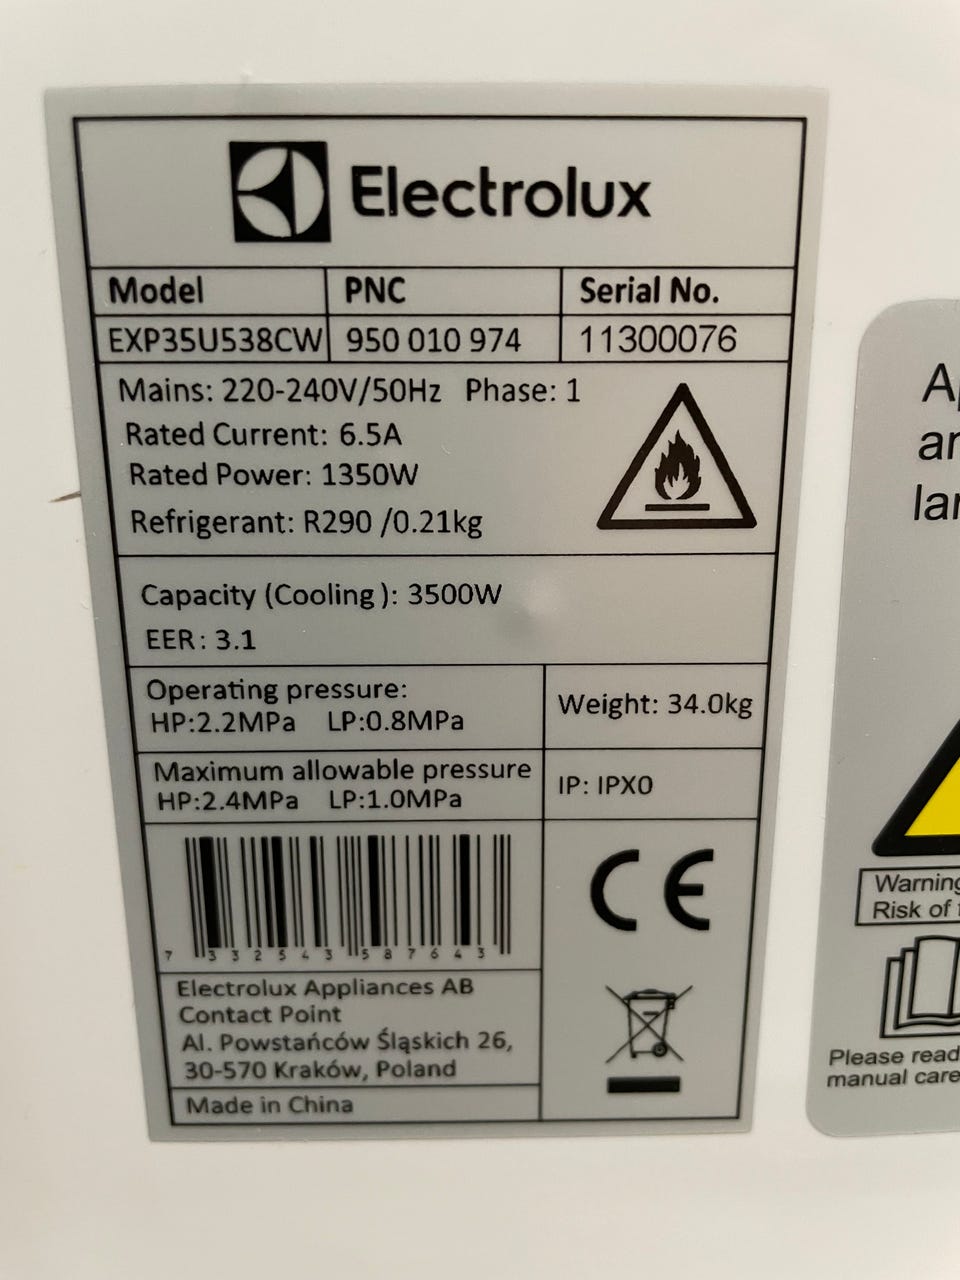 Electrolux
Model PNC Serial No.
EXP35U538CW 950 010 974 11300076
Mains: 220-240V/50Hz Phase: 1
Rated Current: 6.5A
Rated Power: 1350W
Refrigerant: R290 /0.21kg
Capacity (Cooling): 3500W
EER: 3.1
Operating pressure:
HP:2.2MPa LP:0.8MPa
Weight: 34.0kg
Maximum allowable pressure
HP:2.4MPa LP:1.0MPa
IP: IPX0
7 332543 587643
CE
Electrolux Appliances AB
Contact Point
Al. Powstańców Śląskich 26,
30-570 Kraków, Poland
Made in China
Warning
Risk of
Please read
manual care